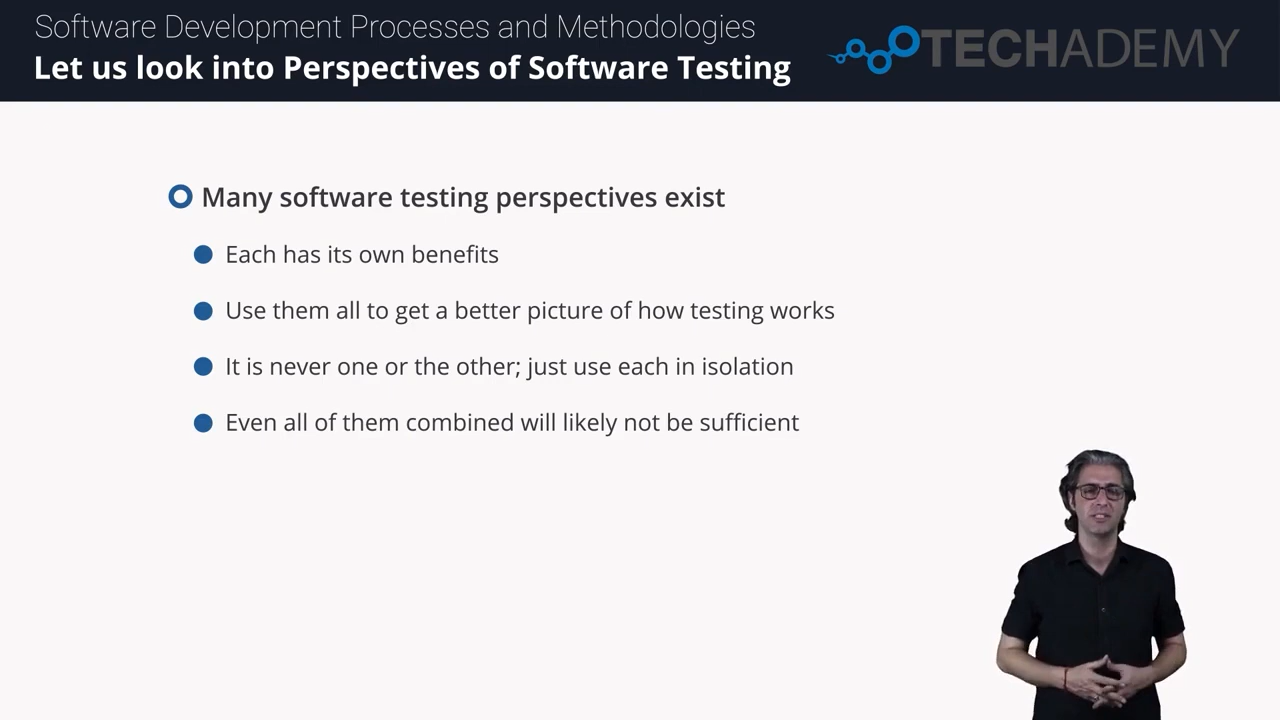 Software Development Processes and Methodologies
Let us look into Perspectives of Software Testing
TECHADEMY
Many software testing perspectives exist
Each has its own benefits
Use them all to get a better picture of how testing works
It is never one or the other; just use each in isolation
Even all of them combined will likely not be sufficient